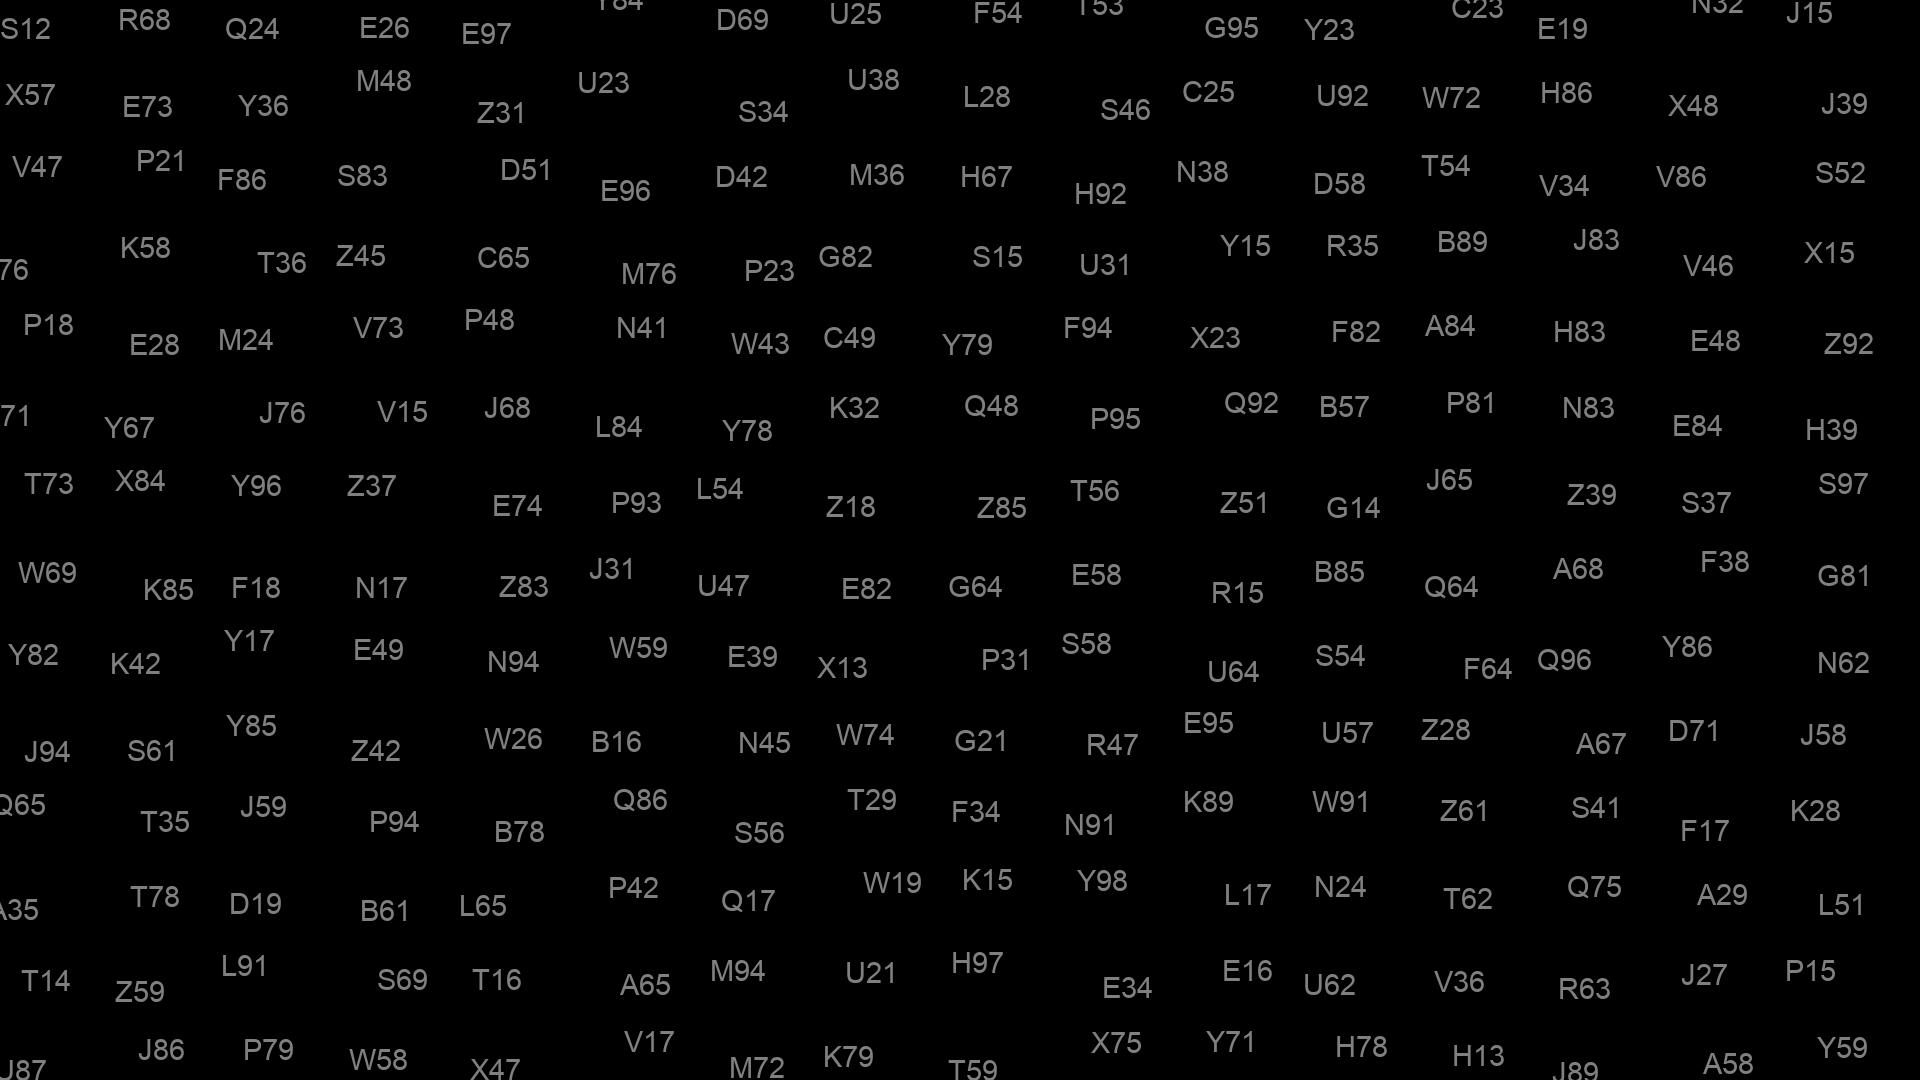 S12 R68 Q24 E26 E97 Y84 D69 U25 F54 T53 G95 Y23 C23 E19 N32 J15
X57 E73 Y36 M48 Z31 U23 S34 U38 L28 S46 C25 U92 W72 H86 X48 J39
V47 P21 F86 S83 D51 E96 D42 M36 H67 H92 N38 D58 T54 V34 V86 S52
76 K58 T36 Z45 C65 M76 P23 G82 S15 U31 Y15 R35 B89 J83 V46 X15
P18 E28 M24 V73 P48 N41 W43 C49 Y79 F94 X23 F82 A84 H83 E48 Z92
71 Y67 J76 V15 J68 L84 Y78 K32 Q48 P95 Q92 B57 P81 N83 E84 H39
T73 X84 Y96 Z37 E74 P93 L54 Z18 Z85 T56 Z51 G14 J65 Z39 S37 S97
W69 K85 F18 N17 Z83 J31 U47 E82 G64 E58 R15 B85 Q64 A68 F38 G81
Y82 K42 Y17 E49 N94 W59 E39 X13 P31 S58 U64 S54 F64 Q96 Y86 N62
J94 S61 Y85 Z42 W26 B16 N45 W74 G21 R47 E95 U57 Z28 A67 D71 J58
Q65 T35 J59 P94 B78 Q86 S56 T29 F34 N91 K89 W91 Z61 S41 F17 K28
A35 T78 D19 B61 L65 P42 Q17 W19 K15 Y98 L17 N24 T62 Q75 A29 L51
T14 Z59 L91 S69 T16 A65 M94 U21 H97 E34 E16 U62 V36 R63 J27 P15
U87 J86 P79 W58 X47 V17 M72 K79 T59 X75 Y71 H78 H13 J89 A58 Y59